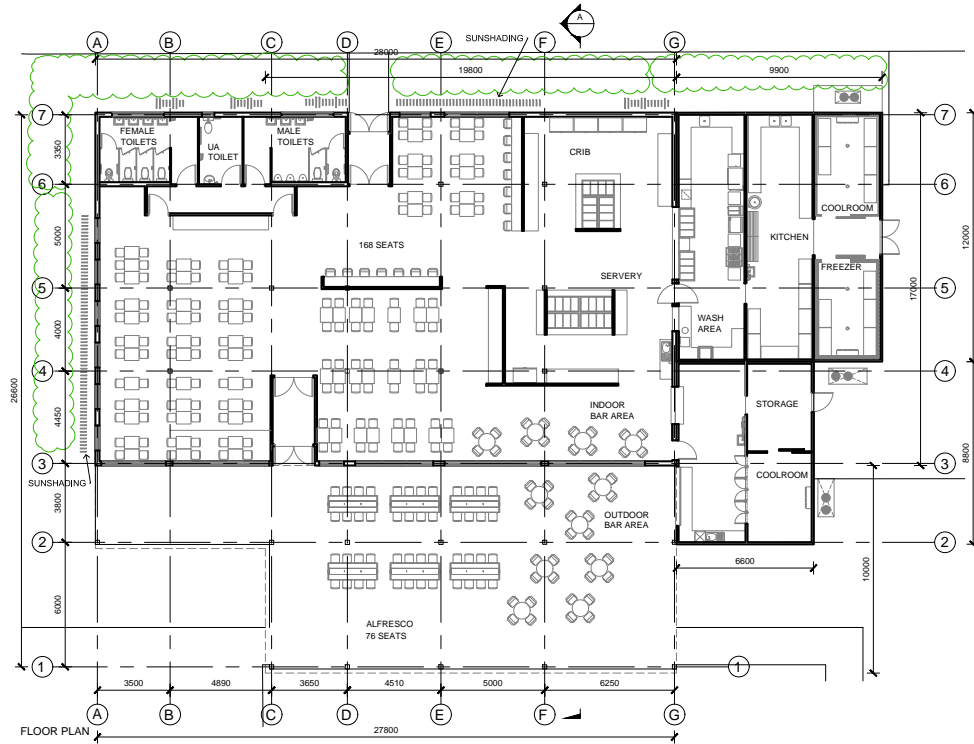 A
SUNSHADING
A
B
C
D
E
F
G
28000
19800
9900
7
FEMALE
TOILETS
UA
TOILET
MALE
TOILETS
CRIB
7
3350
6
6
COOLROOM
5000
168 SEATS
KITCHEN
12000
SERVERY
FREEZER
17000
5
5
4000
WASH
AREA
26600
4
4
STORAGE
4450
INDOOR
BAR AREA
3
3
SUNSHADING
COOLROOM
8800
3800
OUTDOOR
BAR AREA
2
2
6600
10000
6000
ALFRESCO
76 SEATS
1
1
3500
4890
3650
4510
5000
6250
A
B
C
D
E
F
G
FLOOR PLAN
27800